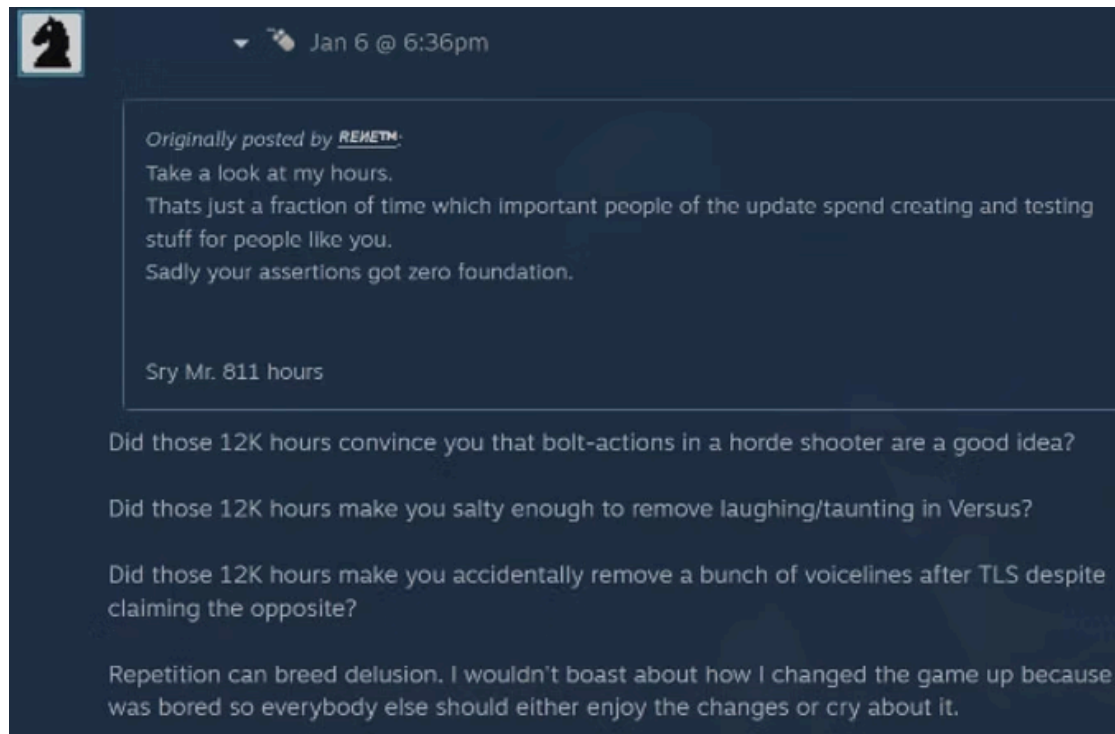 Jan 6 @ 6:36pm
Originally posted by RENE™:
Take a look at my hours.
Thats just a fraction of time which important people of the update spend creating and testing
stuff for people like you.
Sadly your assertions got zero foundation.
Sry Mr. 811 hours
Did those 12K hours convince you that bolt-actions in a horde shooter are a good idea?
Did those 12K hours make you salty enough to remove laughing/taunting in Versus?
Did those 12K hours make you accidentally remove a bunch of voicelines after TLS despite
claiming the opposite?
Repetition can breed delusion. I wouldn't boast about how I changed the game up because
was bored so everybody else should either enjoy the changes or cry about it.